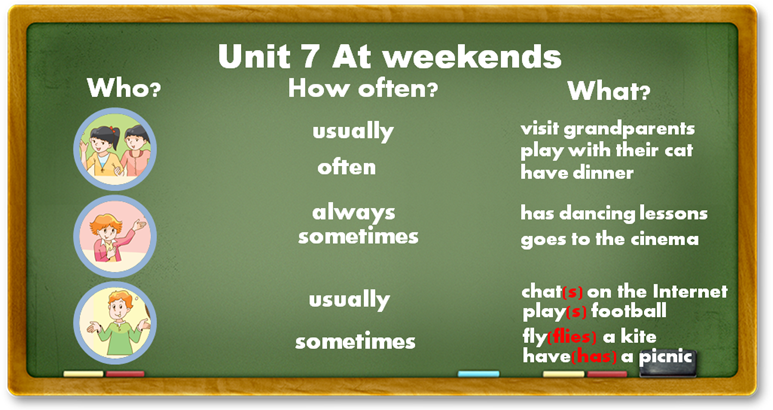 Unit 7 At weekends
Who? How often? What?
usually visit grandparents
play with their cat
often have dinner
always has dancing lessons
sometimes goes to the cinema
chat(s) on the Internet
usually play(s) football
sometimes fly(flies) a kite
have(has) a picnic